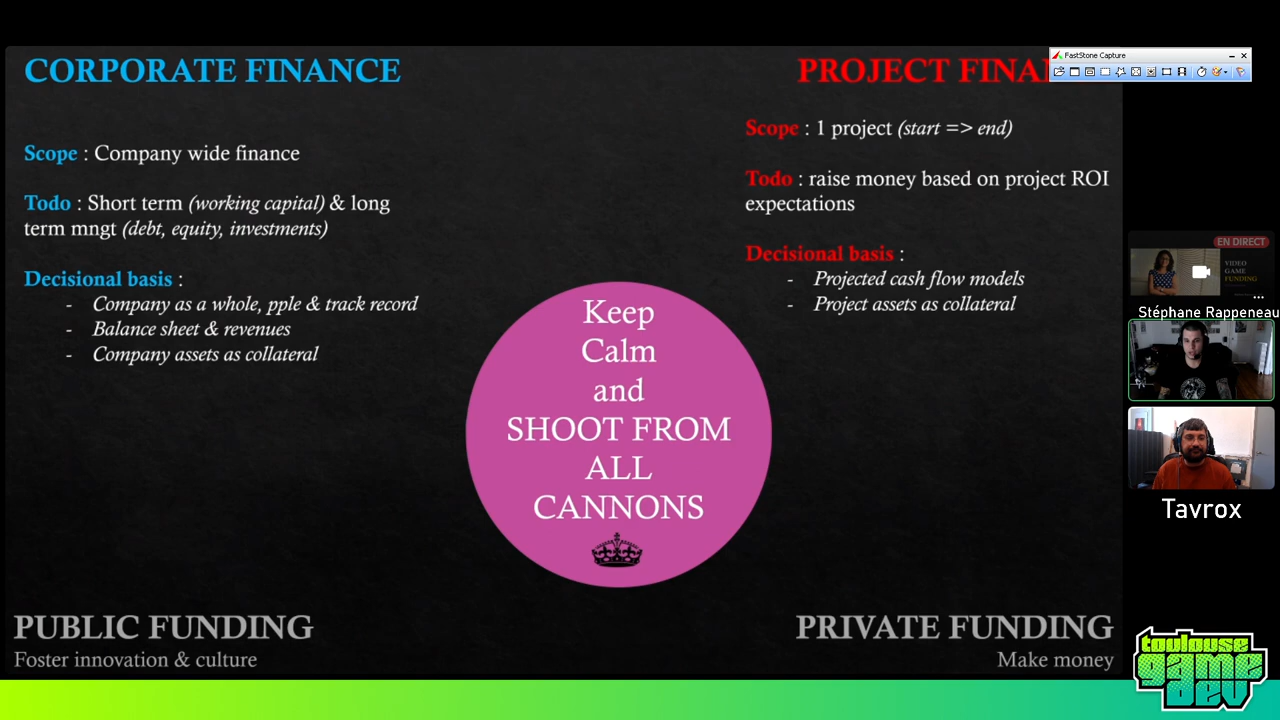 CORPORATE FINANCE
Scope : Company wide finance
Todo : Short term (working capital) & long
term mngt (debt, equity, investments)
Decisional basis :
- Company as a whole, pple & track record
- Balance sheet & revenues
- Company assets as collateral
PROJECT FINAN
FastStone Capture
Scope : 1 project (start => end)
Todo : raise money based on project ROI
expectations
Decisional basis :
- Projected cash flow models
- Project assets as collateral
Keep
Calm
and
SHOOT FROM
ALL
CANNONS
PUBLIC FUNDING
Foster innovation & culture
PRIVATE FUNDING
Make money
EN DIRECT
VIDEO
GAME
FUNDING
Stéphane Rappeneau
Tavrox
toulouse
game
dev